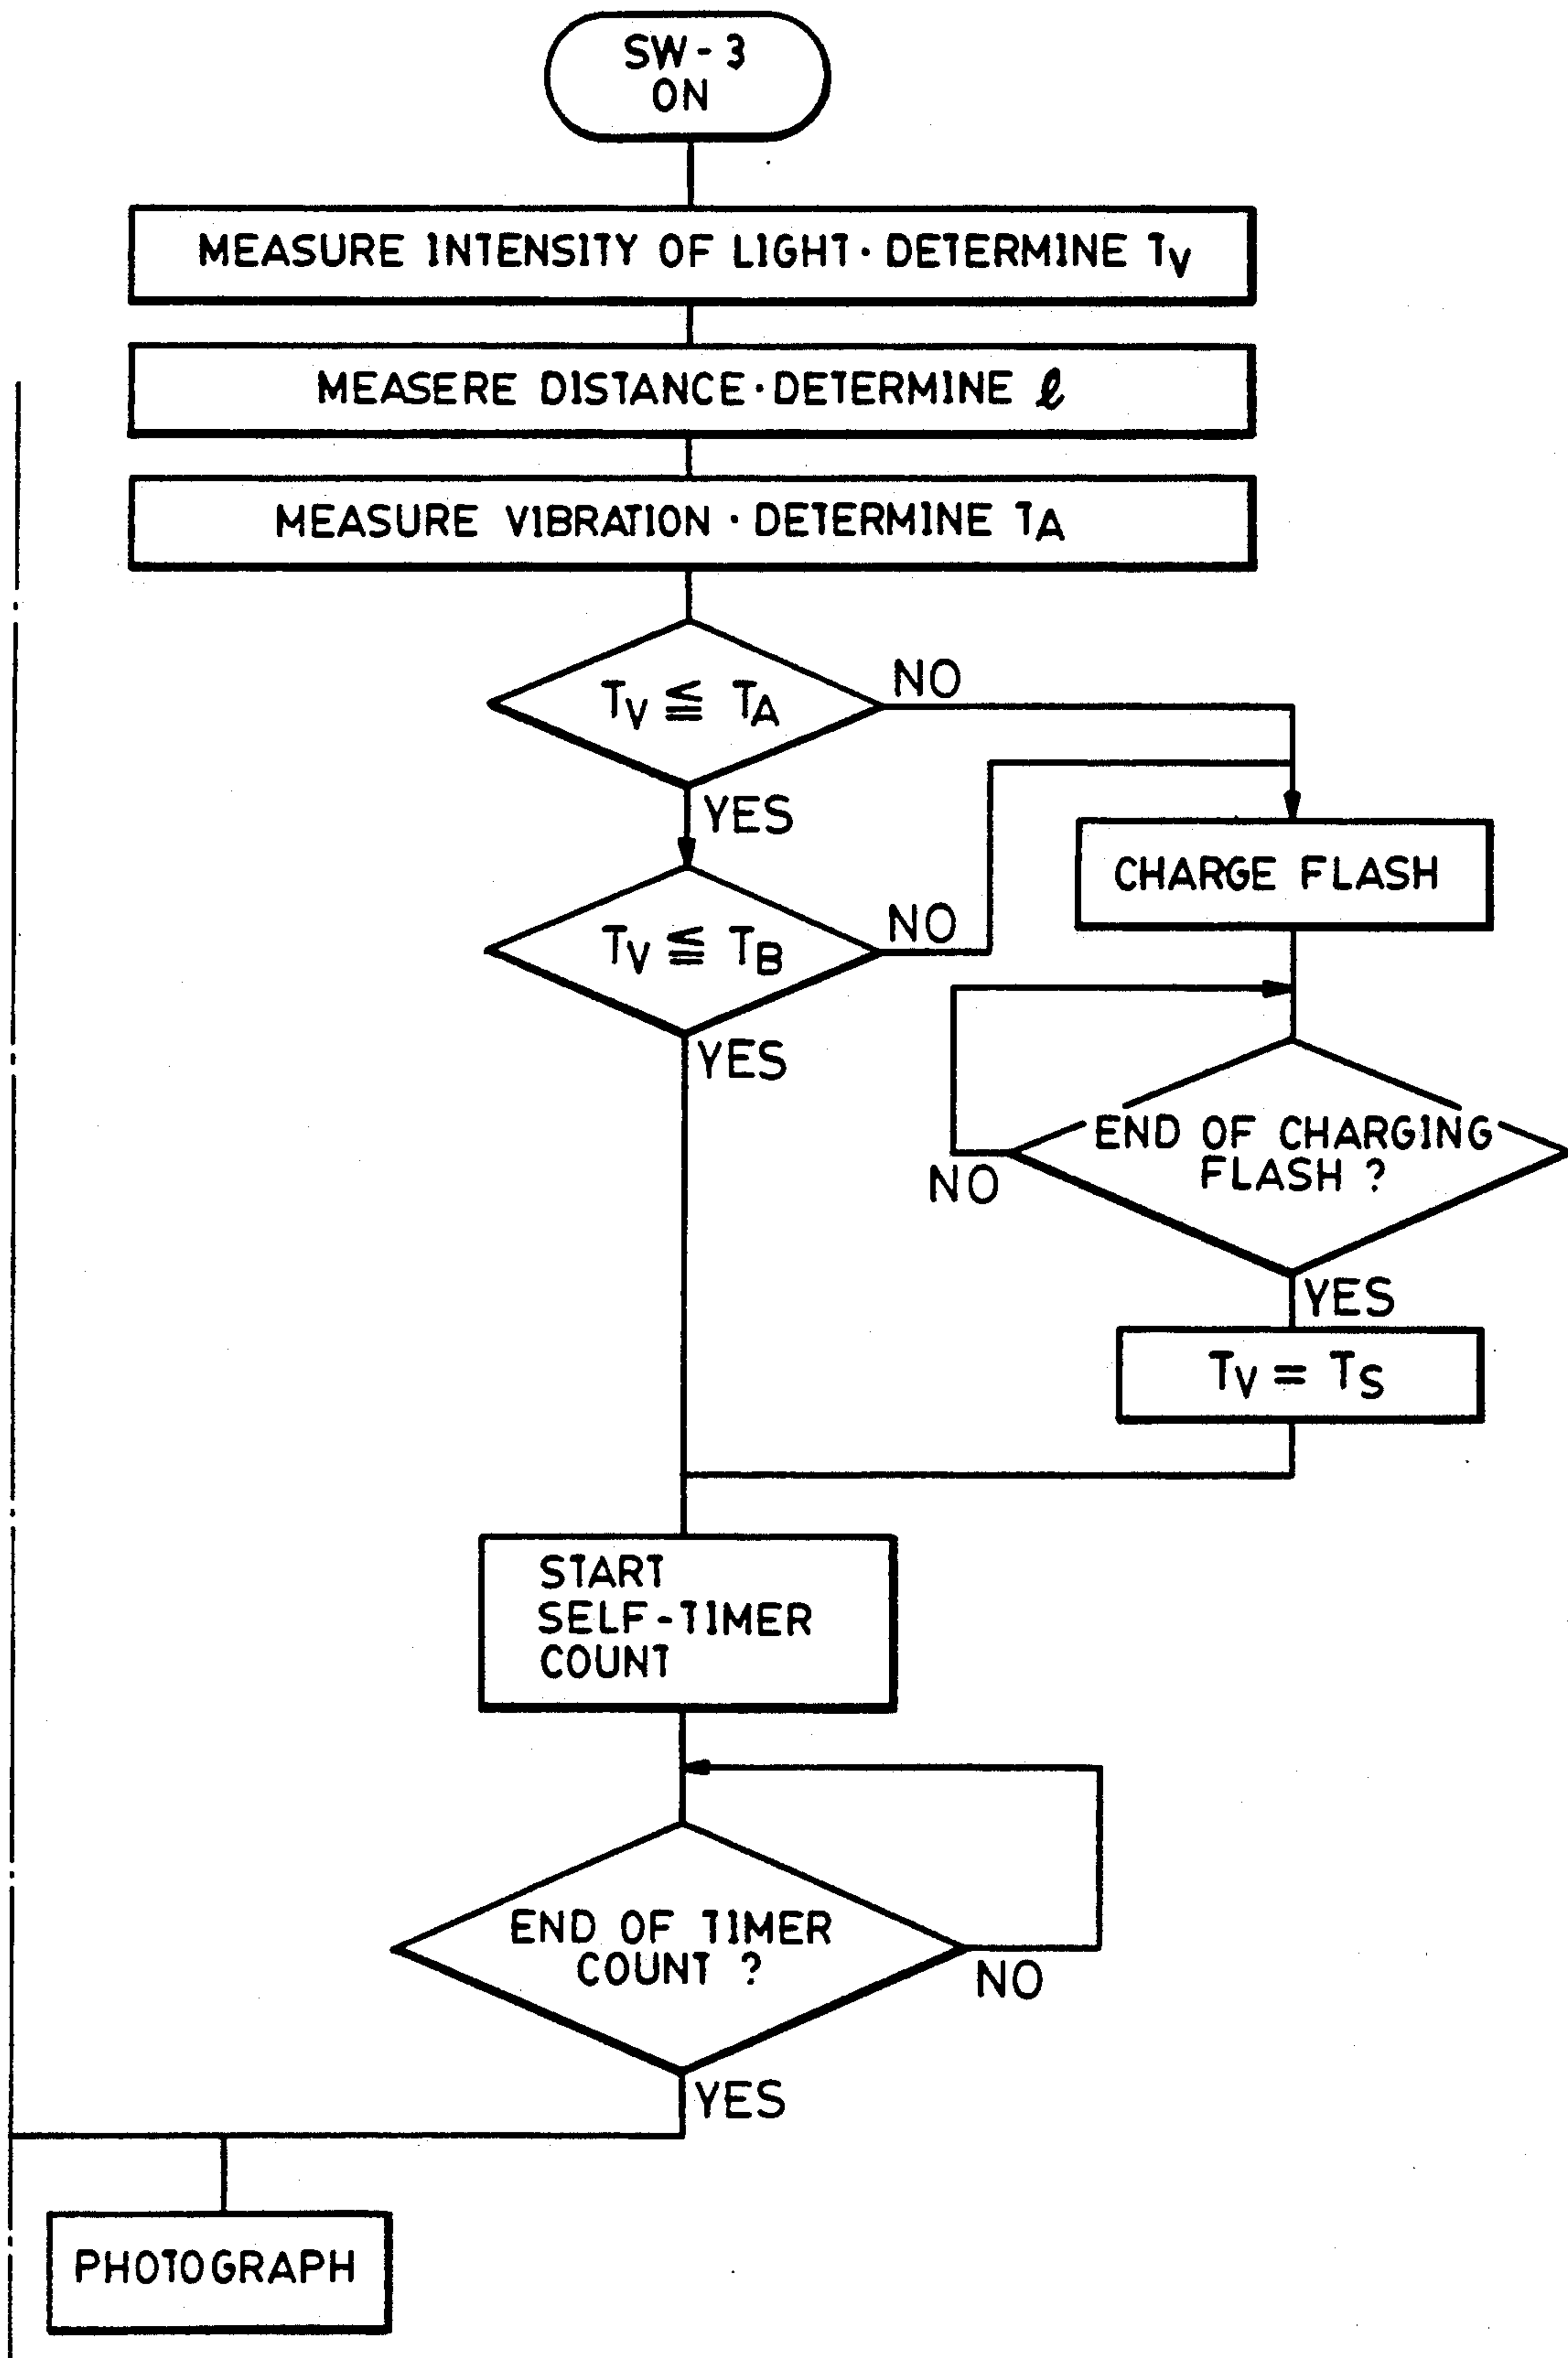 SW-3
ON
MEASURE INTENSITY OF LIGHT · DETERMINE TV
MEASERE DISTANCE · DETERMINE ℓ
MEASURE VIBRATION · DETERMINE TA
TV ≦ TA
NO
YES
CHARGE FLASH
TV ≦ TB
NO
YES
END OF CHARGING
FLASH ?
NO
YES
TV = TS
START
SELF-TIMER
COUNT
END OF TIMER
COUNT ?
NO
YES
PHOTOGRAPH